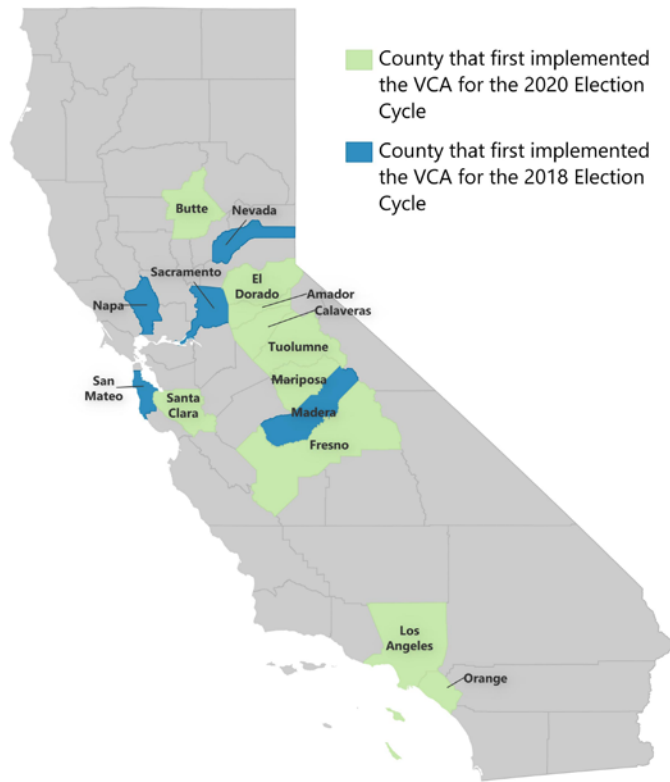 County that first implemented
the VCA for the 2020 Election
Cycle
County that first implemented
the VCA for the 2018 Election
Cycle
Butte
Nevada
Sacramento
El
Dorado
Napa
Amador
Calaveras
Tuolumne
San
Mateo
Santa
Clara
Mariposa
Madera
Fresno
Los
Angeles
Orange